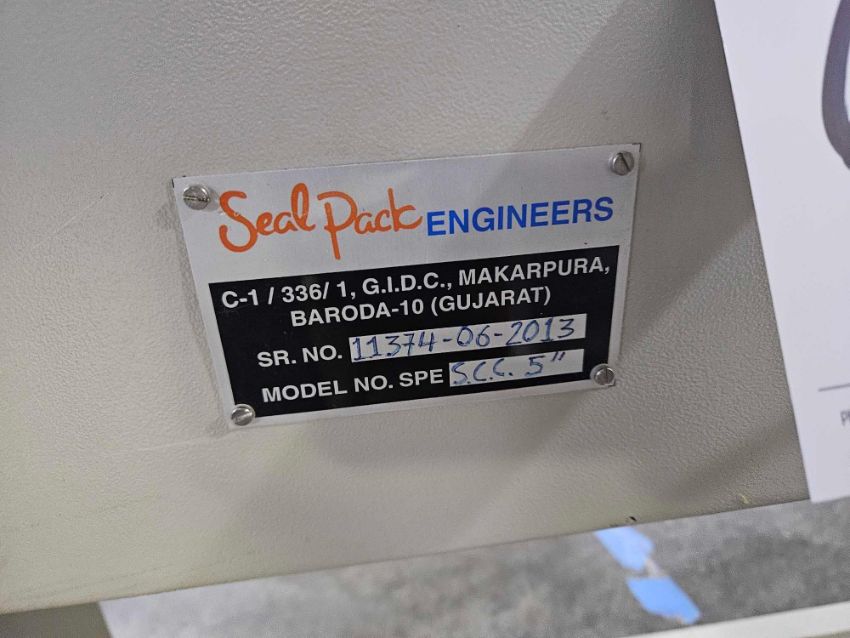 Seal Pack ENGINEERS
C-1 / 336/ 1, G.I.D.C., MAKARPURA,
BARODA-10 (GUJARAT)
SR. NO. 11374-06-2013
MODEL NO. SPE S.C.C. 5"